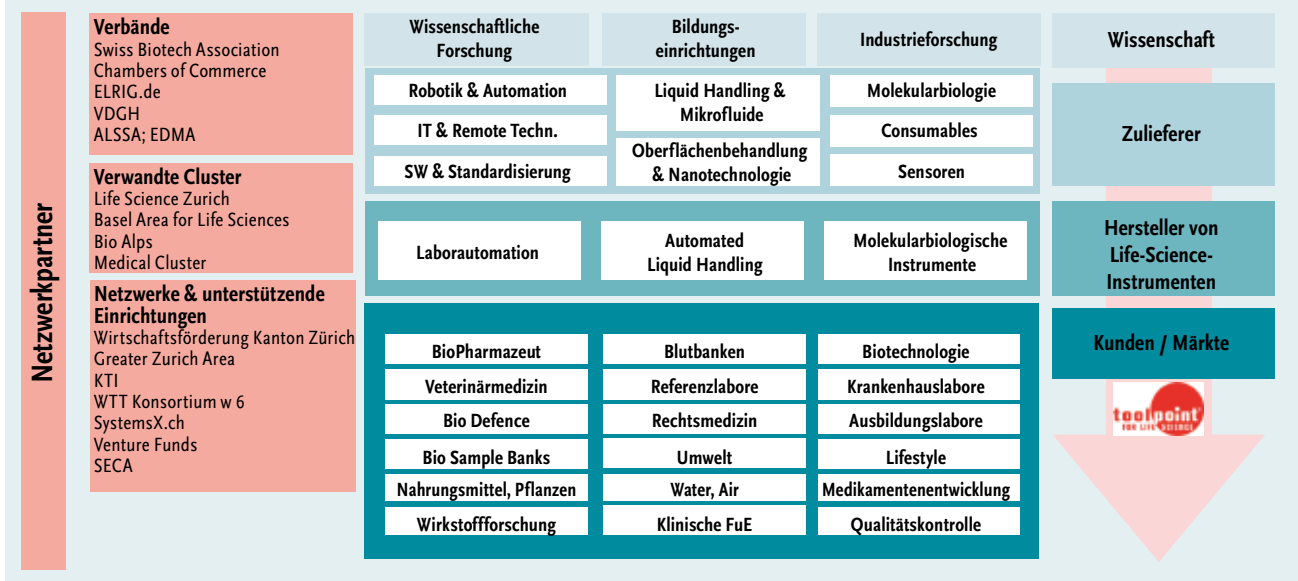 Netzwerkpartner
Verbände
Swiss Biotech Association
Chambers of Commerce
ELRIG.de
VDGH
ALSSA; EDMA
Verwandte Cluster
Life Science Zurich
Basel Area for Life Sciences
Bio Alps
Medical Cluster
Netzwerke & unterstützende
Einrichtungen
Wirtschaftsförderung Kanton Zürich
Greater Zurich Area
KTI
WTT Konsortium w 6
SystemsX.ch
Venture Funds
SECA
Wissenschaftliche
Forschung
Bildungs-
einrichtungen
Industrieforschung
Wissenschaft
Robotik & Automation
IT & Remote Techn.
SW & Standardisierung
Liquid Handling &
Mikrofluide
Oberflächenbehandlung
& Nanotechnologie
Molekularbiologie
Consumables
Sensoren
Zulieferer
Laborautomation
Automated
Liquid Handling
Molekularbiologische
Instrumente
Hersteller von
Life-Science-
Instrumenten
BioPharmazeut
Blutbanken
Biotechnologie
Veterinärmedizin
Referenzlabore
Krankenhauslabore
Bio Defence
Rechtsmedizin
Ausbildungslabore
Bio Sample Banks
Umwelt
Lifestyle
Nahrungsmittel, Pflanzen
Water, Air
Medikamentenentwicklung
Wirkstoffforschung
Klinische FuE
Qualitätskontrolle
Kunden / Märkte
toolpoint
FOR LIFE SCIENCE